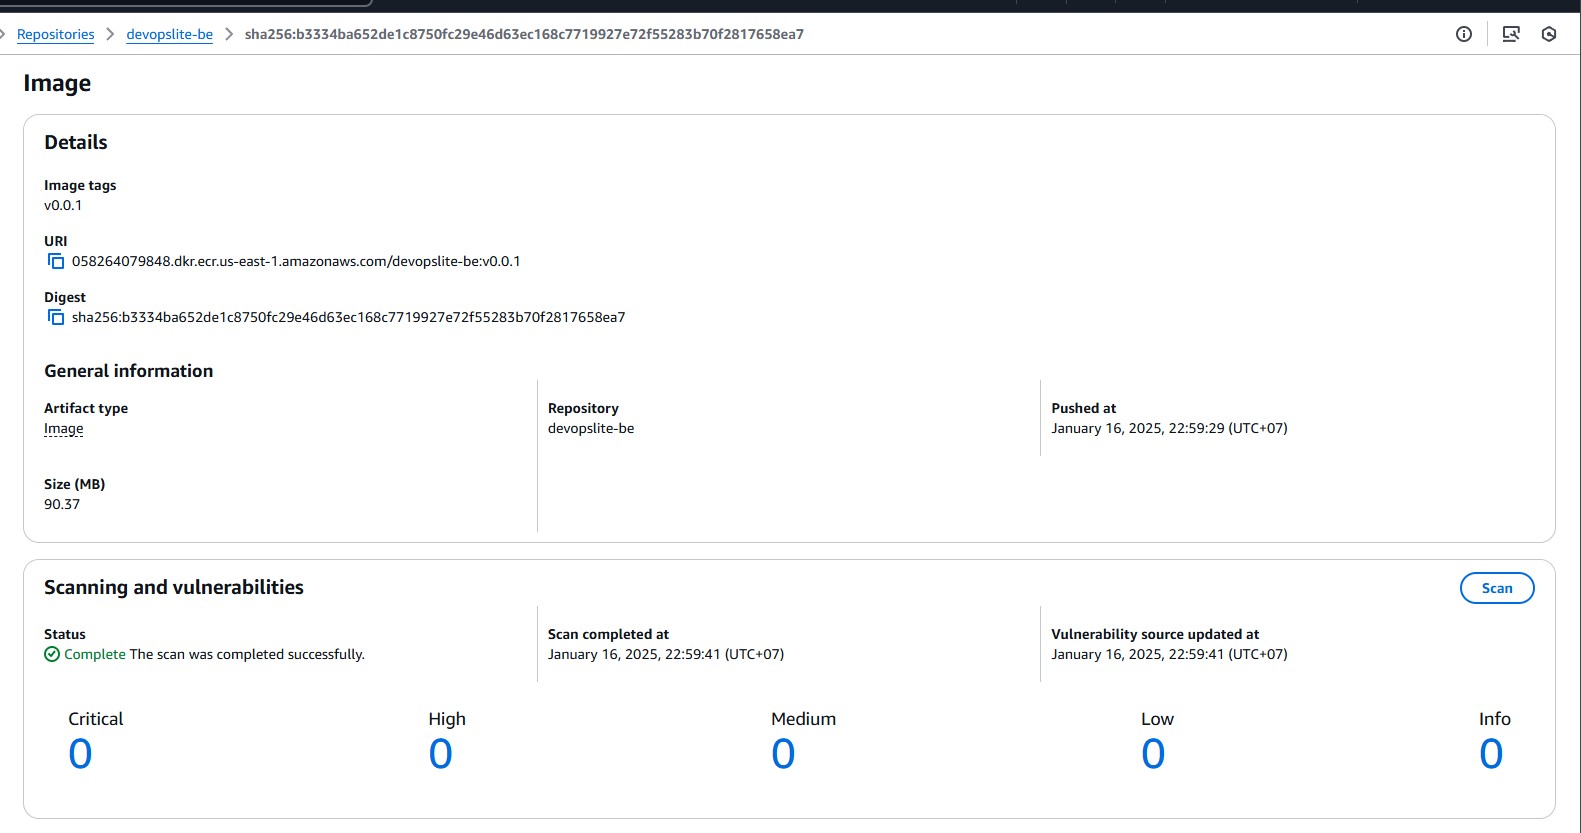 Repositories > devopslite-be > sha256:b3334ba652de1c8750fc29e46d63ec168c7719927e72f55283b70f2817658ea7
Image
Details
Image tags
v0.0.1
URI
058264079848.dkr.ecr.us-east-1.amazonaws.com/devopslite-be:v0.0.1
Digest
sha256:b3334ba652de1c8750fc29e46d63ec168c7719927e72f55283b70f2817658ea7
General information
Artifact type
Image
Repository
devopslite-be
Pushed at
January 16, 2025, 22:59:29 (UTC+07)
Size (MB)
90.37
Scanning and vulnerabilities
Scan
Status
Complete The scan was completed successfully.
Scan completed at
January 16, 2025, 22:59:41 (UTC+07)
Vulnerability source updated at
January 16, 2025, 22:59:41 (UTC+07)
Critical
0
High
0
Medium
0
Low
0
Info
0